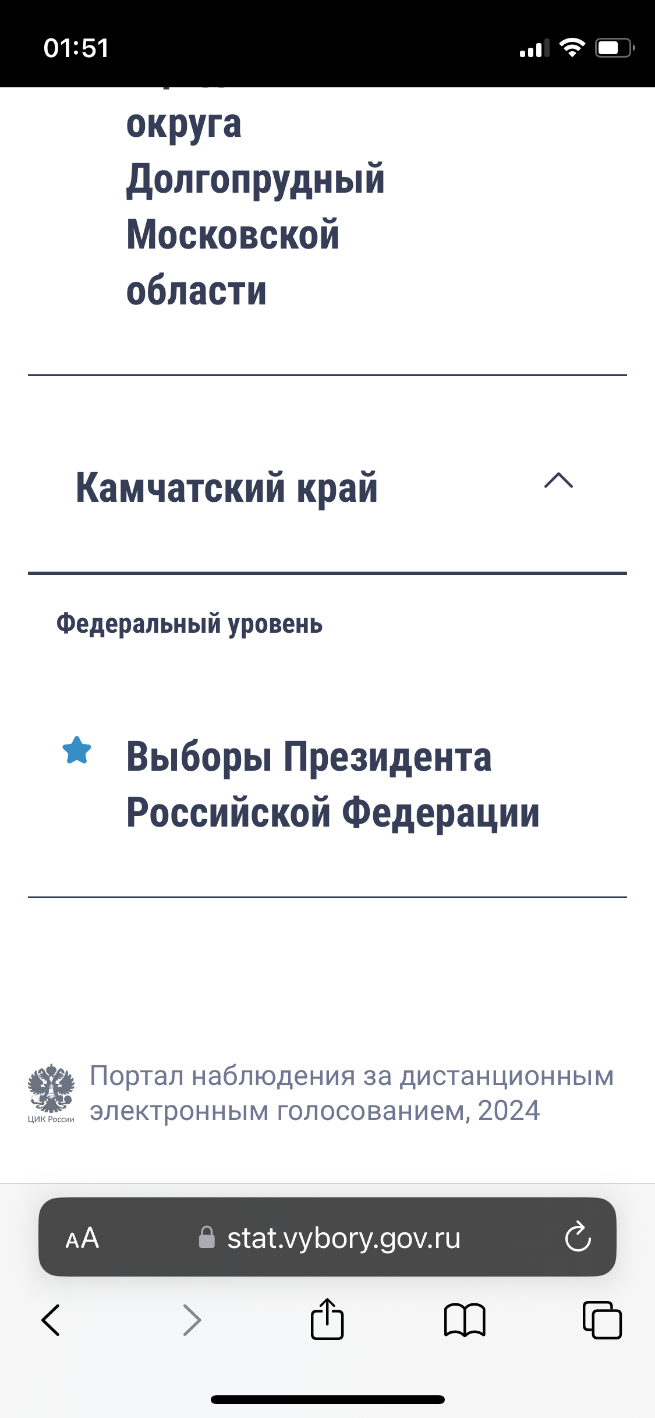 01:51
округа
Долгопрудный
Московской
области
Камчатский край
Федеральный уровень
Выборы Президента
Российской Федерации
Портал наблюдения за дистанционным
электронным голосованием, 2024
ЦИК России
AA
stat.vybory.gov.ru